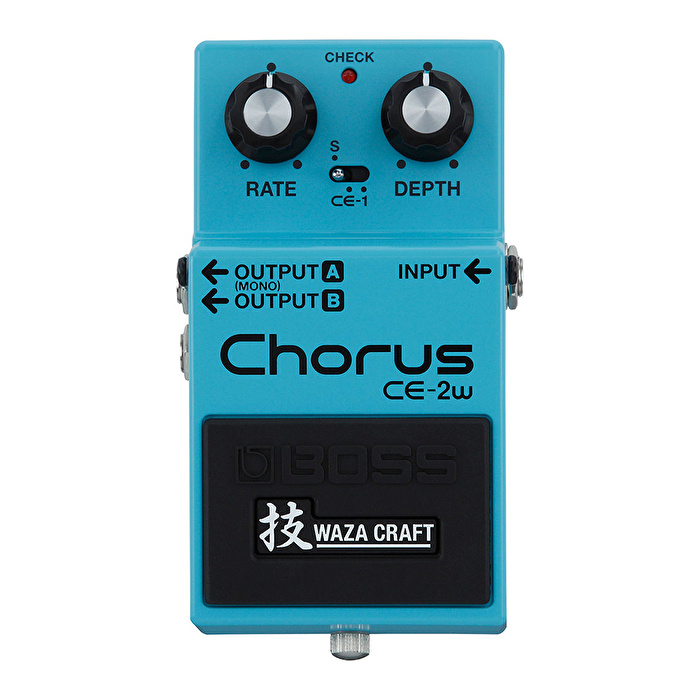 CHECK
RATE
S
CE-1
DEPTH
OUTPUT A
(MONO)
OUTPUT B
INPUT
Chorus
CE-2w
BOSS
技 WAZA CRAFT